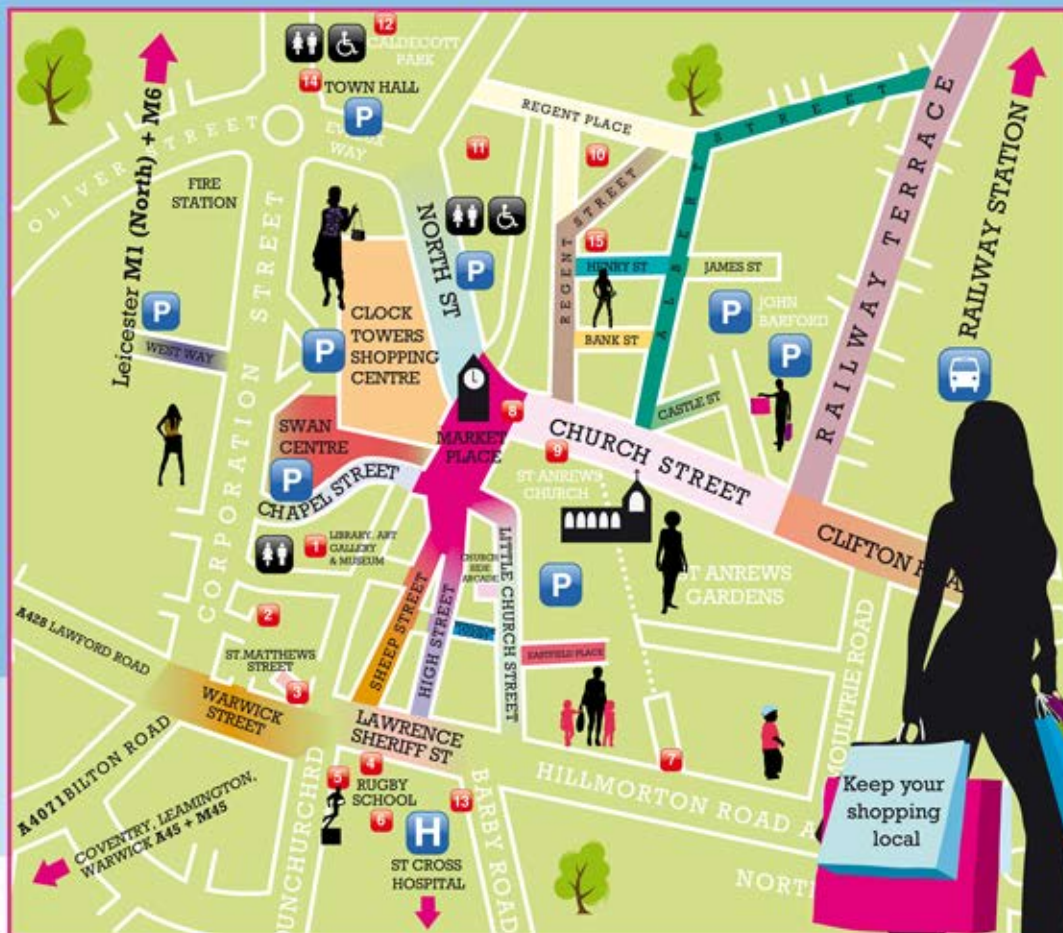 12
CALDECOTT
PARK
14
TOWN HALL
P
OLIVER STREET
Leicester M1 (North) + M6
FIRE
STATION
WAY
11
REGENT PLACE
10
ALBERT STREET
RAILWAY TERRACE
RAILWAY STATION
NORTH ST
P
REGENT STREET
15
HENRY ST
JAMES ST
P
JOHN
BARFORD
P
BANK ST
CASTLE ST
P
WEST WAY
CORPORATION STREET
P
CLOCK
TOWERS
SHOPPING
CENTRE
SWAN
CENTRE
P
CHAPEL STREET
MARKET
PLACE
8
CHURCH STREET
9
ST ANREWS
CHURCH
CLIFTON
1
LIBRARY, ART
GALLERY
& MUSEUM
CHURCH
SIDE
ARCADE
LITTLE CHURCH STREET
P
ST ANREWS
GARDENS
2
SHEEP STREET
HIGH STREET
EASTFIELD PLACE
MOULTRIE ROAD
A428 LAWFORD ROAD
ST.MATTHEWS
STREET
3
WARWICK
STREET
LAWRENCE
SHERIFF ST
A4071 BILTON ROAD
4
5
RUGBY
SCHOOL
6
13
H
ST CROSS
HOSPITAL
7
HILLMORTON ROAD A
BARBY ROAD
DUNCHURCH RD
COVENTRY, LEAMINGTON,
WARWICK A45 + M45
NORT
Keep your
shopping
local